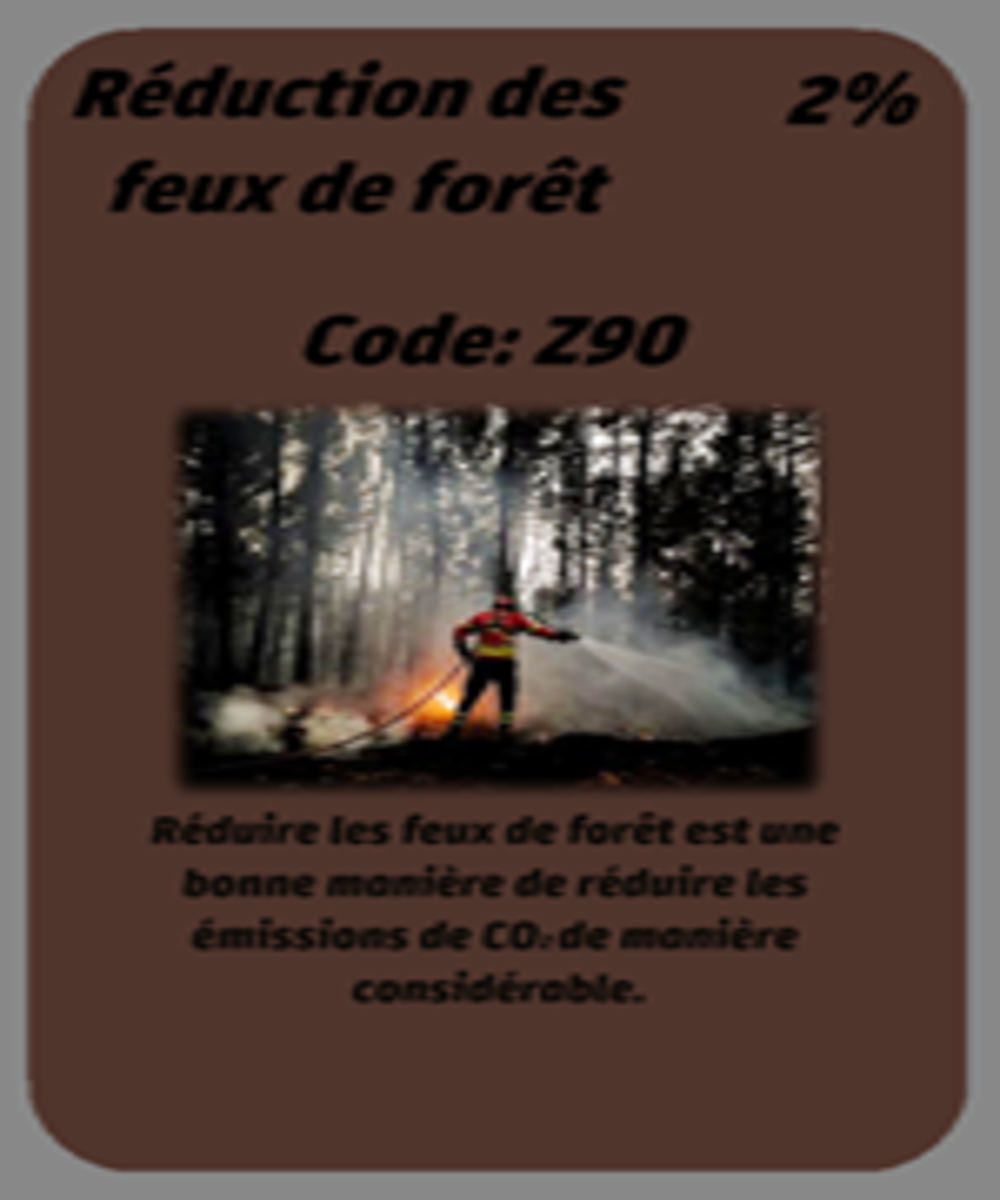 Réduction des
feux de forêt
2%
Code: Z90
Réduire les feux de forêt est une
bonne manière de réduire les
émissions de CO₂ de manière
considérable.